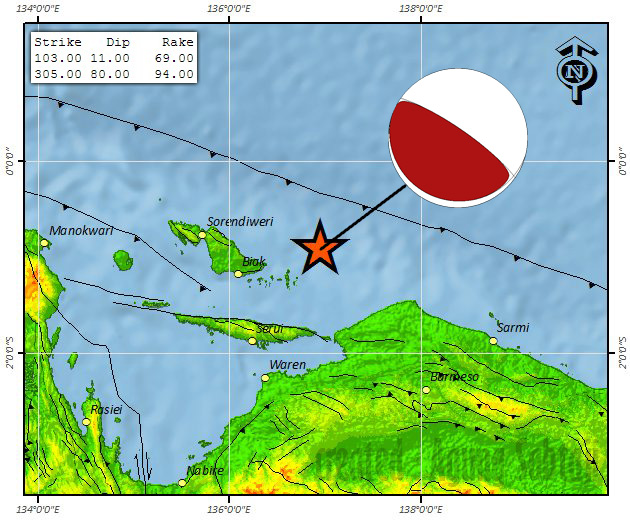 134°0'0"E 136°0'0"E 138°0'0"E
Strike Dip Rake
103.00 11.00 69.00
305.00 80.00 94.00
N
0°0'0" 0°0'0"
Sorendiweri
Manokwari
Biak
Serui
Sarmi
2°0'0"S 2°0'0"S
Waren
Barmeso
Rasiei
Nabire
134°0'0"E 136°0'0"E 138°0'0"E